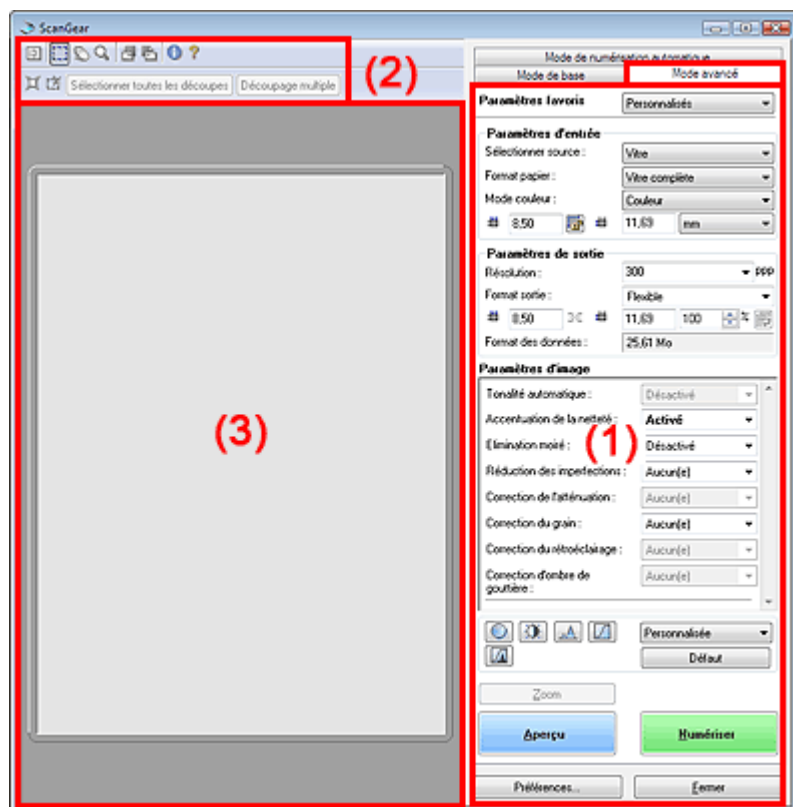 ScanGear
(2)
Sélectionner toutes les découpes Découpage multiple
Mode de numérisation automatique
Mode de base Mode avancé
Paramètres favoris Personnalisés
Paramètres d'entrée
Sélectionner source : Vitre
Format papier : Vitre complète
Mode couleur : Couleur
8,50 11,69 mm
Paramètres de sortie
Résolution : 300 ppp
Format sortie : Flexible
8,50 11,69 100 %
Format des données : 25,61 Mo
Paramètres d'image
Tonalité automatique : Désactivé
Accentuation de la netteté : Activé
Elimination moiré : Désactivé
Réduction des imperfections : Aucun(e)
Correction de l'atténuation : Aucun(e)
Correction du grain : Aucun(e)
Correction du rétroéclairage : Aucun(e)
Correction d'ombre de
gouttière : Aucun(e)
(1)
(3)
Personnalisée
Défaut
Zoom
Aperçu Numériser
Préférences... Fermer